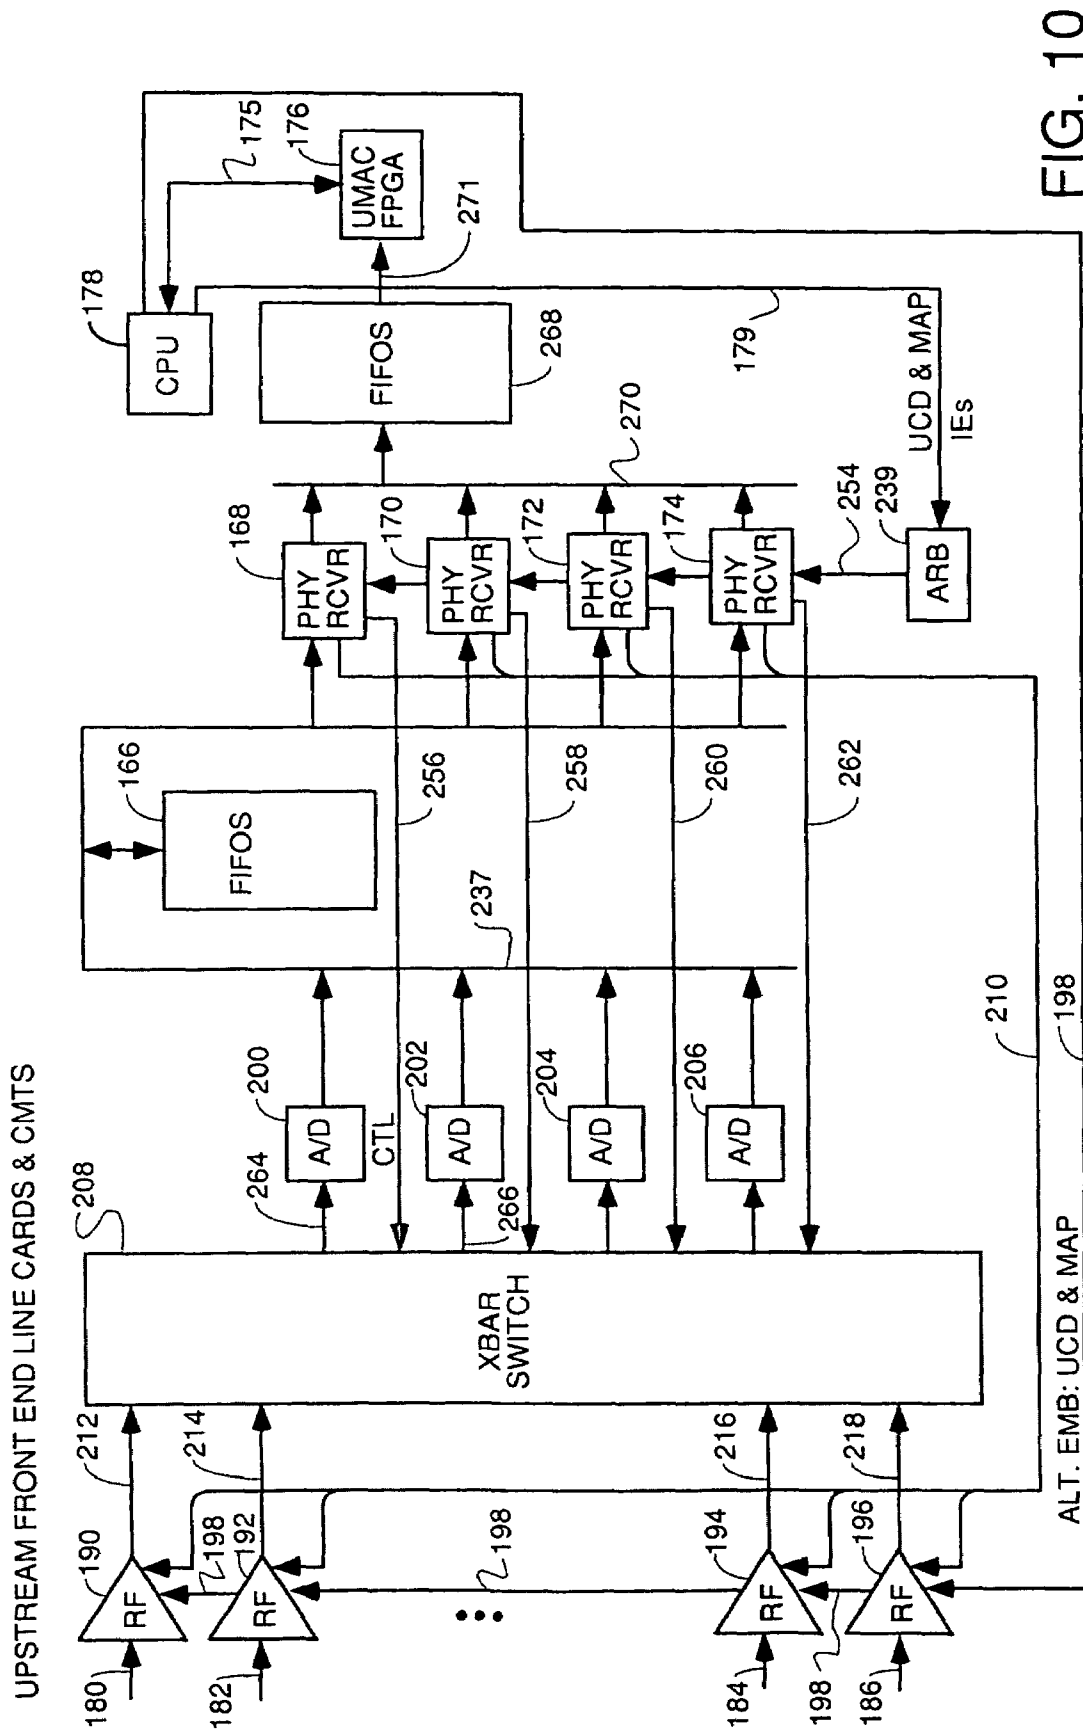 UPSTREAM FRONT END LINE CARDS & CMTS
180
RF
190
212
198
182
RF
192
214
198
184
RF
194
216
198
186
RF
196
218
208
XBAR
SWITCH
264
A/D
200
CTL
266
A/D
202
A/D
204
A/D
206
237
FIFOS
166
256
258
260
262
PHY
RCVR
168
PHY
RCVR
170
PHY
RCVR
172
PHY
RCVR
174
270
FIFOS
268
271
CPU
178
175
UMAC
FPGA
176
179
UCD & MAP
IEs
254
ARB
239
210
ALT. EMB: UCD & MAP
198
FIG. 10